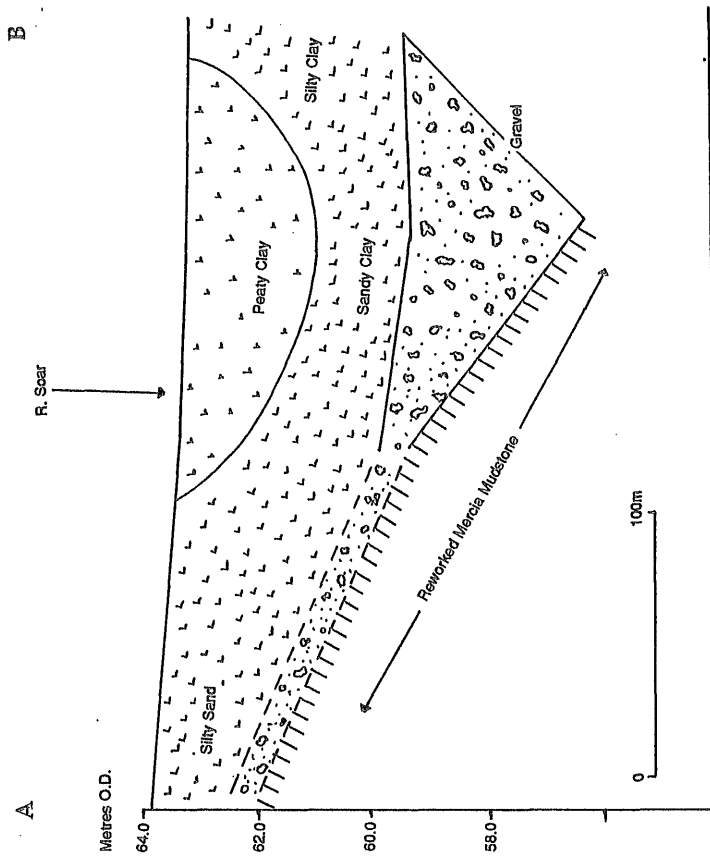 A
B
Metres O.D.
64.0
62.0
60.0
58.0
R. Soar
Peaty Clay
Silty Clay
Silty Sand
Sandy Clay
Gravel
Reworked Mercia Mudstone
0
100m